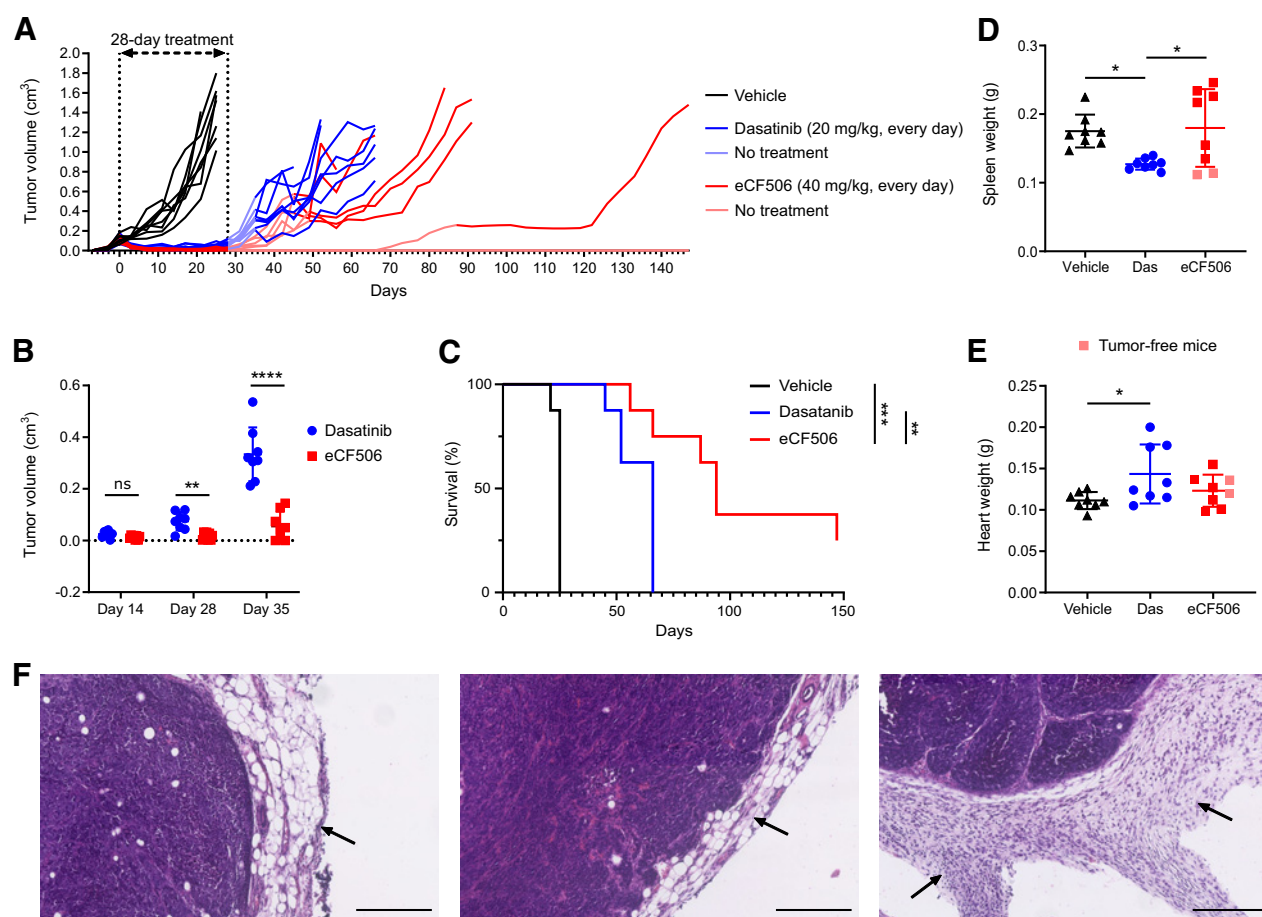 A
28-day treatment
Tumor volume (cm3)
2.0
1.8
1.6
1.4
1.2
1.0
0.8
0.6
0.4
0.2
0.0
0 10 20 30 40 50 60 70 80 90 100 110 120 130 140
Days
Vehicle
Dasatinib (20 mg/kg, every day)
No treatment
eCF506 (40 mg/kg, every day)
No treatment
D
Spleen weight (g)
0.3
0.2
0.1
0.0
* *
Vehicle Das eCF506
B
Tumor volume (cm3)
0.6
0.4
0.2
0.0
-0.2
ns
**
****
Day 14 Day 28 Day 35
Dasatinib
eCF506
C
Survival (%)
100
50
0
0 50 100 150
Days
Vehicle
Dasatanib
eCF506
***
**
E
Tumor-free mice
Heart weight (g)
0.25
0.20
0.15
0.10
0.05
0.00
*
Vehicle Das eCF506
F